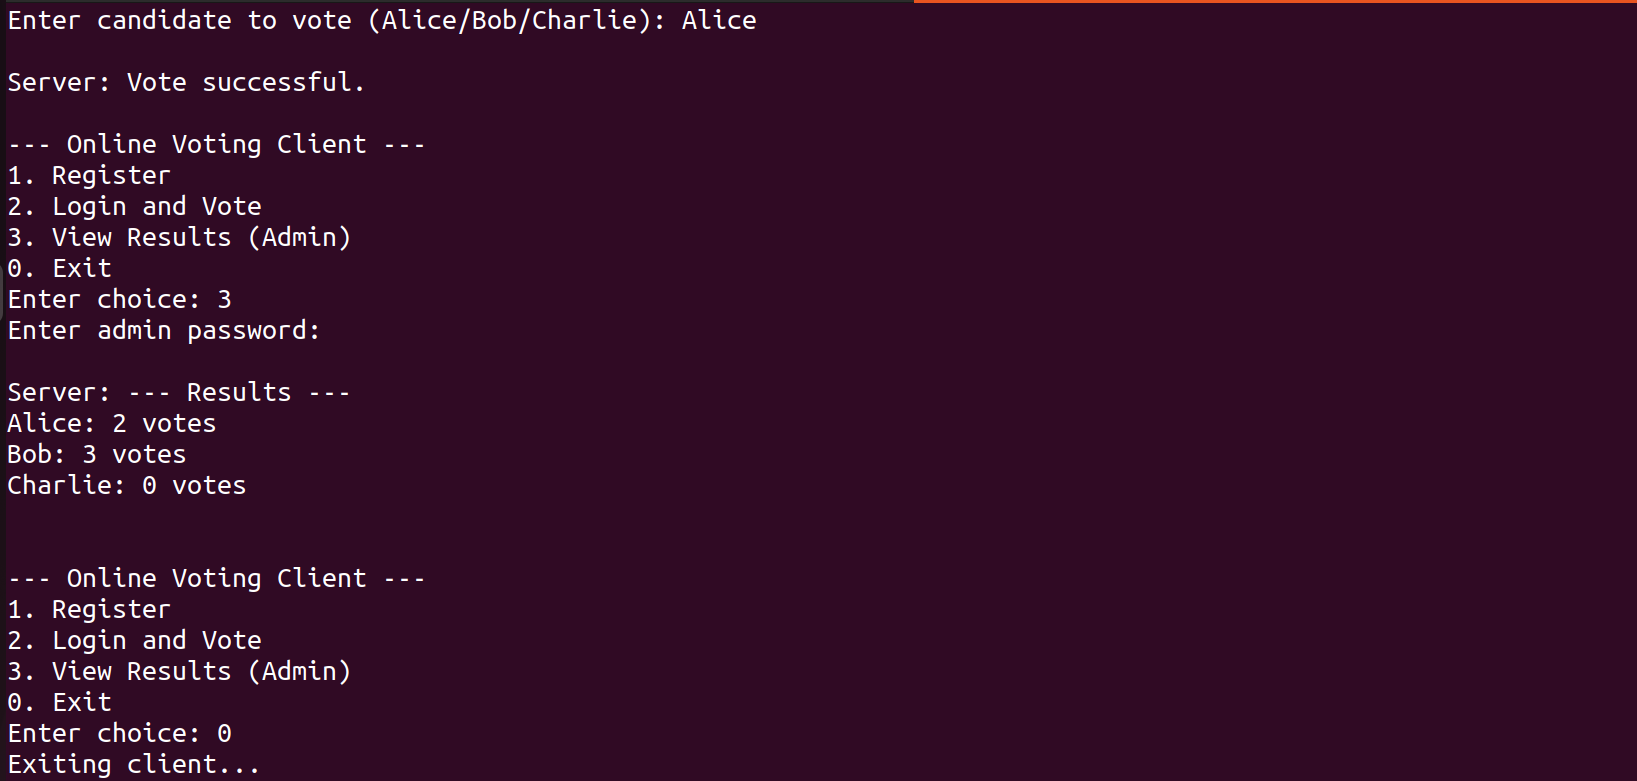 Enter candidate to vote (Alice/Bob/Charlie): Alice
Server: Vote successful.
--- Online Voting Client ---
1. Register
2. Login and Vote
3. View Results (Admin)
0. Exit
Enter choice: 3
Enter admin password:
Server: --- Results ---
Alice: 2 votes
Bob: 3 votes
Charlie: 0 votes
--- Online Voting Client ---
1. Register
2. Login and Vote
3. View Results (Admin)
0. Exit
Enter choice: 0
Exiting client...